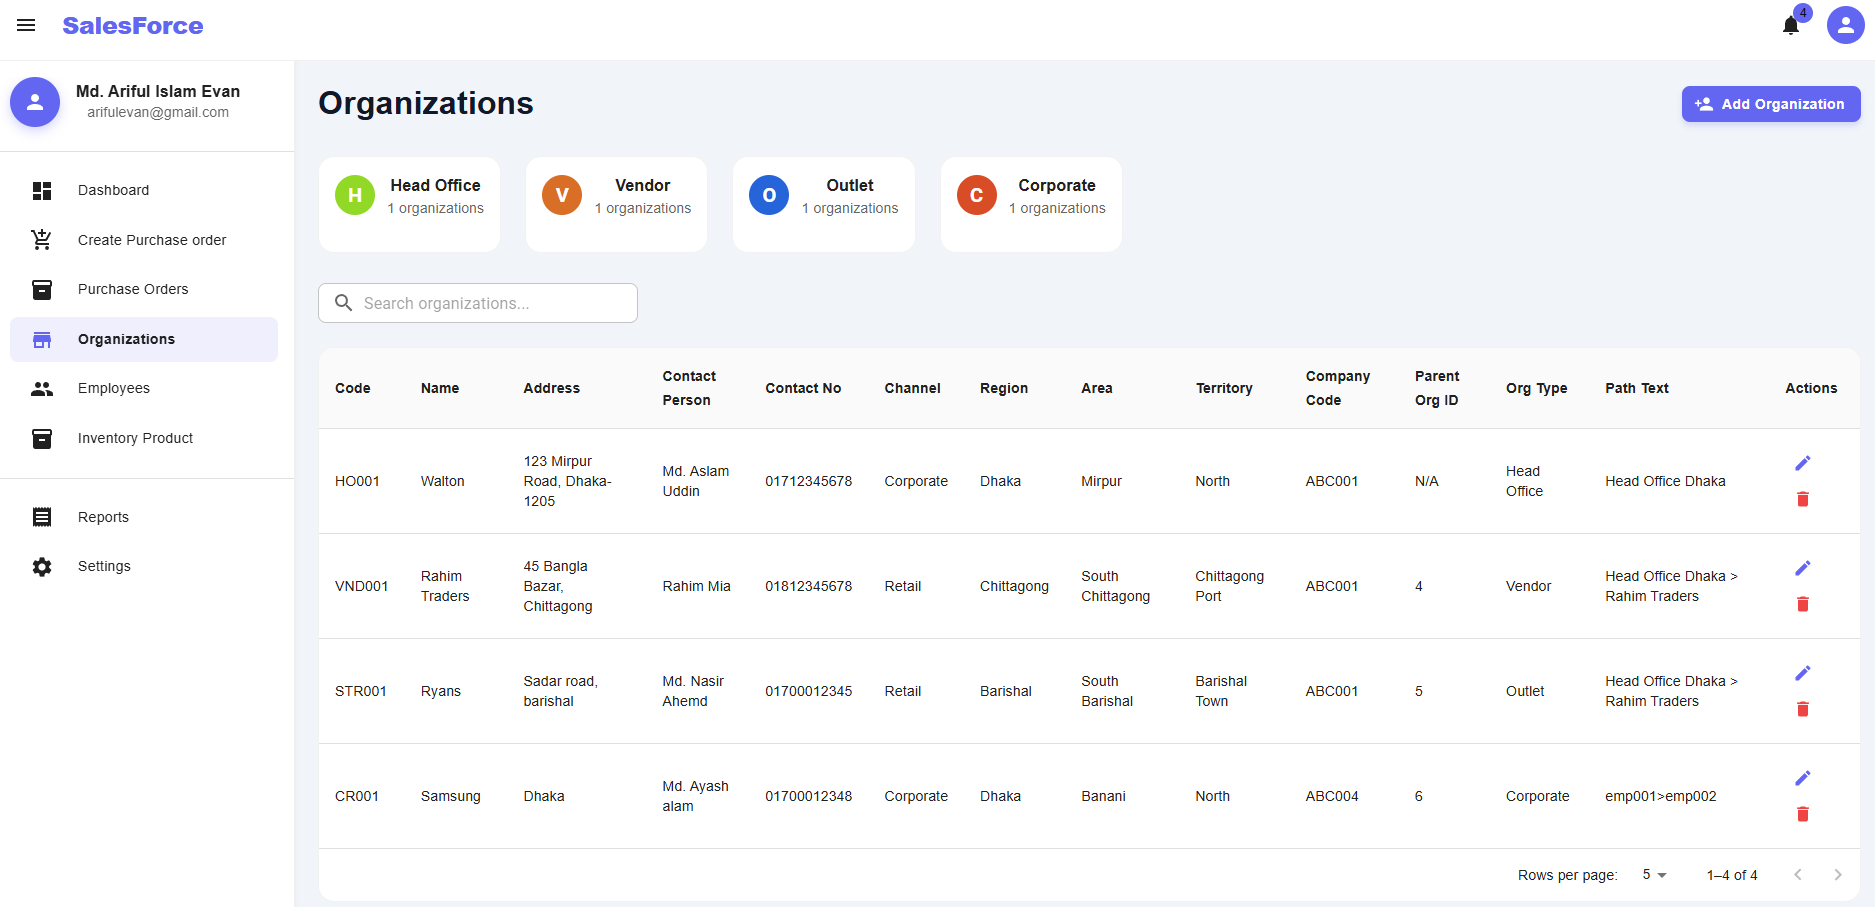 SalesForce
4
Md. Ariful Islam Evan
arifulevan@gmail.com
Dashboard
Create Purchase order
Purchase Orders
Organizations
Employees
Inventory Product
Reports
Settings
Organizations
Add Organization
H Head Office
1 organizations
V Vendor
1 organizations
O Outlet
1 organizations
C Corporate
1 organizations
Search organizations...
Code Name Address Contact Person Contact No Channel Region Area Territory Company Code Parent Org ID Org Type Path Text Actions
HO001 Walton 123 Mirpur Road, Dhaka-1205 Md. Aslam Uddin 01712345678 Corporate Dhaka Mirpur North ABC001 N/A Head Office Head Office Dhaka
VND001 Rahim Traders 45 Bangla Bazar, Chittagong Rahim Mia 01812345678 Retail Chittagong South Chittagong Chittagong Port ABC001 4 Vendor Head Office Dhaka > Rahim Traders
STR001 Ryans Sadar road, barishal Md. Nasir Ahemd 01700012345 Retail Barishal South Barishal Barishal Town ABC001 5 Outlet Head Office Dhaka > Rahim Traders
CR001 Samsung Dhaka Md. Ayash alam 01700012348 Corporate Dhaka Banani North ABC004 6 Corporate emp001>emp002
Rows per page: 5 1–4 of 4